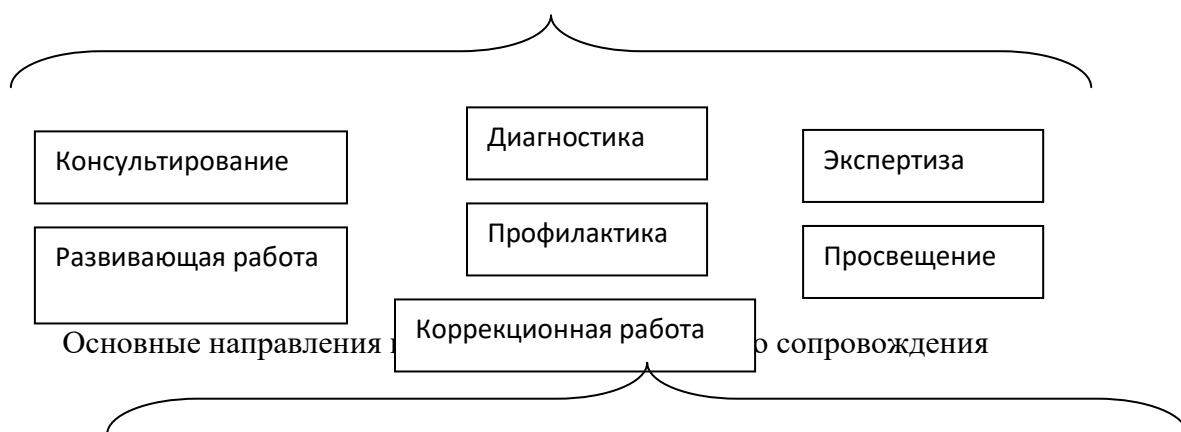 Диагностика
Консультирование
Экспертиза
Профилактика
Развивающая работа
Просвещение
Коррекционная работа
Основные направления сопровождения